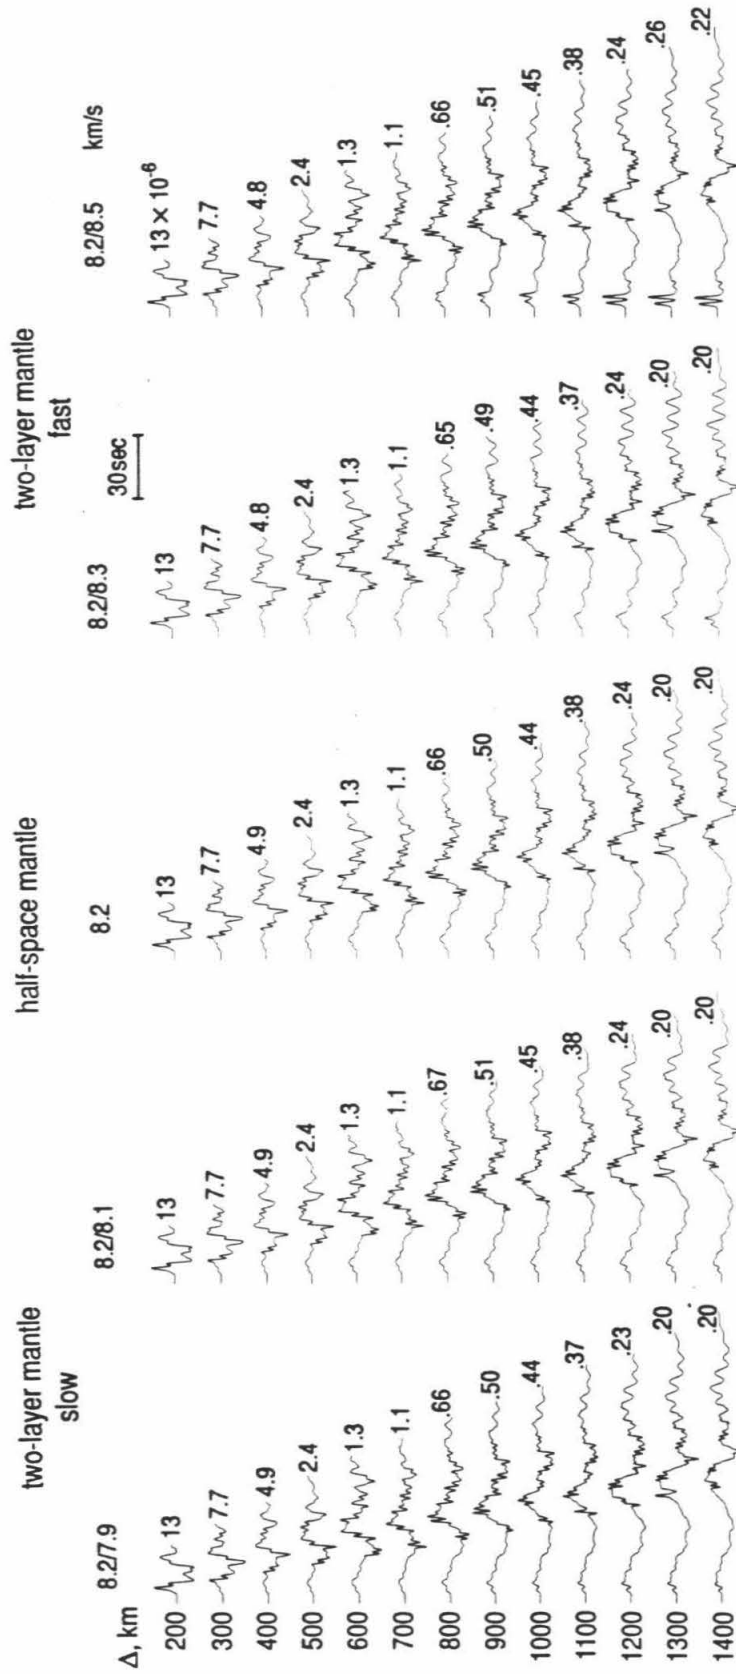 two-layer mantle
slow
half-space mantle
two-layer mantle
fast
Δ, km
8.2/7.9
8.2/8.1
8.2
8.2/8.3
8.2/8.5
km/s
30sec
200 13 13 13 13 13 × 10⁻⁶
300 7.7 7.7 7.7 7.7 7.7
400 4.9 4.9 4.9 4.8 4.8
500 2.4 2.4 2.4 2.4 2.4
600 1.3 1.3 1.3 1.3 1.3
700 1.1 1.1 1.1 1.1 1.1
800 .66 .67 .66 .65 .66
900 .50 .51 .50 .49 .51
1000 .44 .45 .44 .44 .45
1100 .37 .38 .38 .37 .38
1200 .23 .24 .24 .24 .24
1300 .20 .20 .20 .20 .26
1400 .20 .20 .20 .20 .22